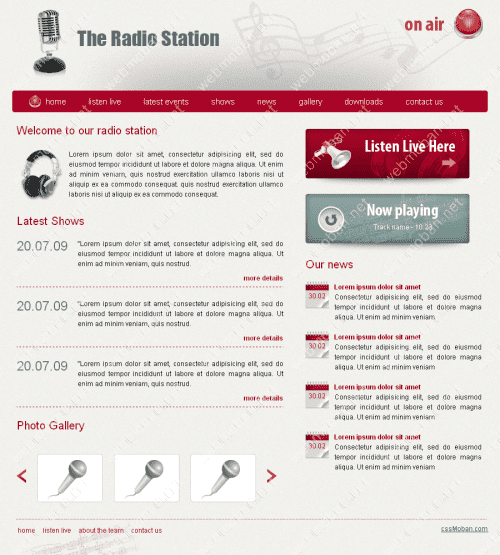 The Radio Station
on air
home listen live latest events shows news gallery downloads contact us
Welcome to our radio station
Lorem ipsum dolor sit amet, consectetur adipisicing elit, sed do
eiusmod tempor incididunt ut labore et dolore magna aliqua. Ut enim
ad minim veniam, quis nostrud exercitation ullamco laboris nisi ut
aliquip ex ea commodo consequat. quis nostrud exercitation ullamco
laboris nisi ut aliquip ex ea commodo consequat.
Latest Shows
20.07.09
"Lorem ipsum dolor sit amet, consectetur adipisicing elit, sed do
eiusmod tempor incididunt ut labore et dolore magna aliqua. Ut
enim ad minim veniam, quis nostrud.
more details
20.07.09
"Lorem ipsum dolor sit amet, consectetur adipisicing elit, sed do
eiusmod tempor incididunt ut labore et dolore magna aliqua. Ut
enim ad minim veniam, quis nostrud.
more details
20.07.09
"Lorem ipsum dolor sit amet, consectetur adipisicing elit, sed do
eiusmod tempor incididunt ut labore et dolore magna aliqua. Ut
enim ad minim veniam, quis nostrud.
more details
Photo Gallery
Listen Live Here
Now playing
Track name - 10:28
Our news
30.02
Lorem ipsum dolor sit amet
Consectetur adipisicing elit, sed do eiusmod
tempor incididunt ut labore et dolore magna
aliqua. Ut enim ad minim veniam
30.02
Lorem ipsum dolor sit amet
Consectetur adipisicing elit, sed do eiusmod
tempor incididunt ut labore et dolore magna
aliqua. Ut enim ad minim veniam
30.02
Lorem ipsum dolor sit amet
Consectetur adipisicing elit, sed do eiusmod
tempor incididunt ut labore et dolore magna
aliqua. Ut enim ad minim veniam
30.02
Lorem ipsum dolor sit amet
Consectetur adipisicing elit, sed do eiusmod
tempor incididunt ut labore et dolore magna
aliqua. Ut enim ad minim veniam
home listen live about the team contact us
cssMoban.com